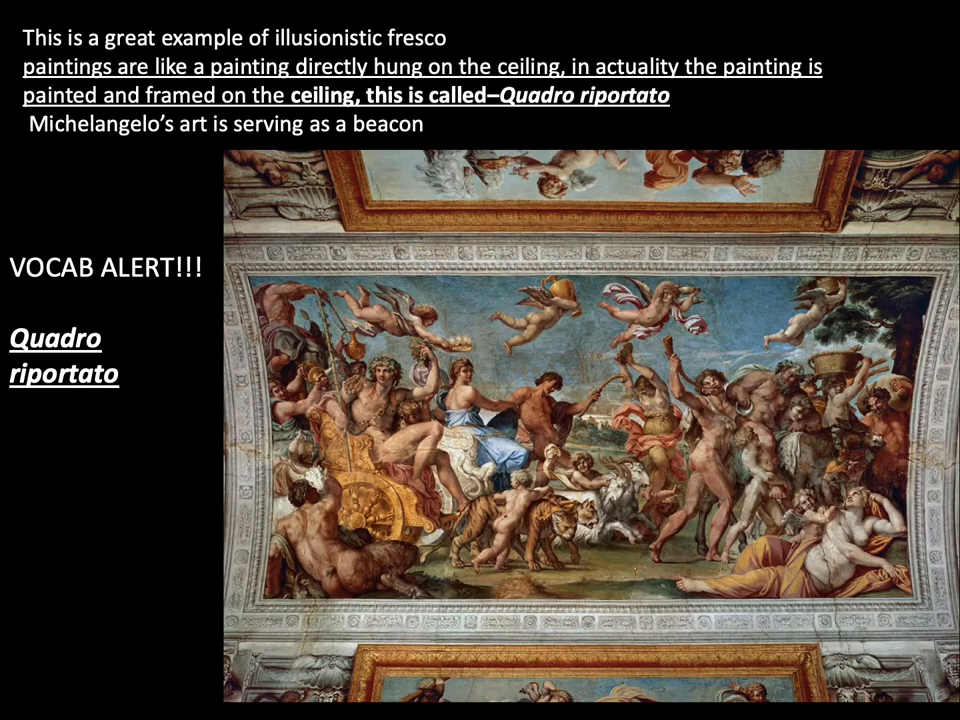 This is a great example of illusionistic fresco
paintings are like a painting directly hung on the ceiling, in actuality the painting is
painted and framed on the ceiling, this is called–Quadro riportato
Michelangelo’s art is serving as a beacon
VOCAB ALERT!!!
Quadro
riportato